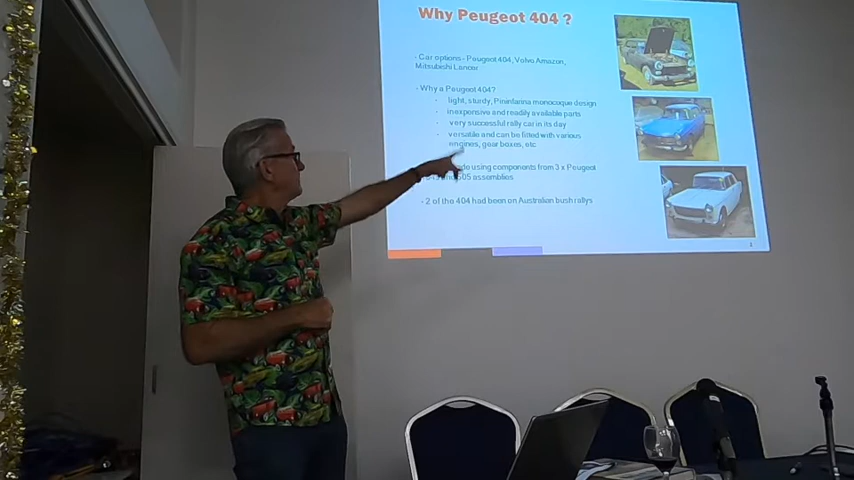 Why Peugeot 404 ?
- Car options – Peugeot 404, Volvo Amazon,
Mitsubishi Lancer
- Why a Peugeot 404?
light, sturdy, Pininfarina monocoque design
inexpensive and readily available parts
very successful rally car in its day
versatile and can be fitted with various
engines, gear boxes, etc
using components from 3 x Peugeot
505 assemblies
- 2 of the 404 had been on Australian bush rallys